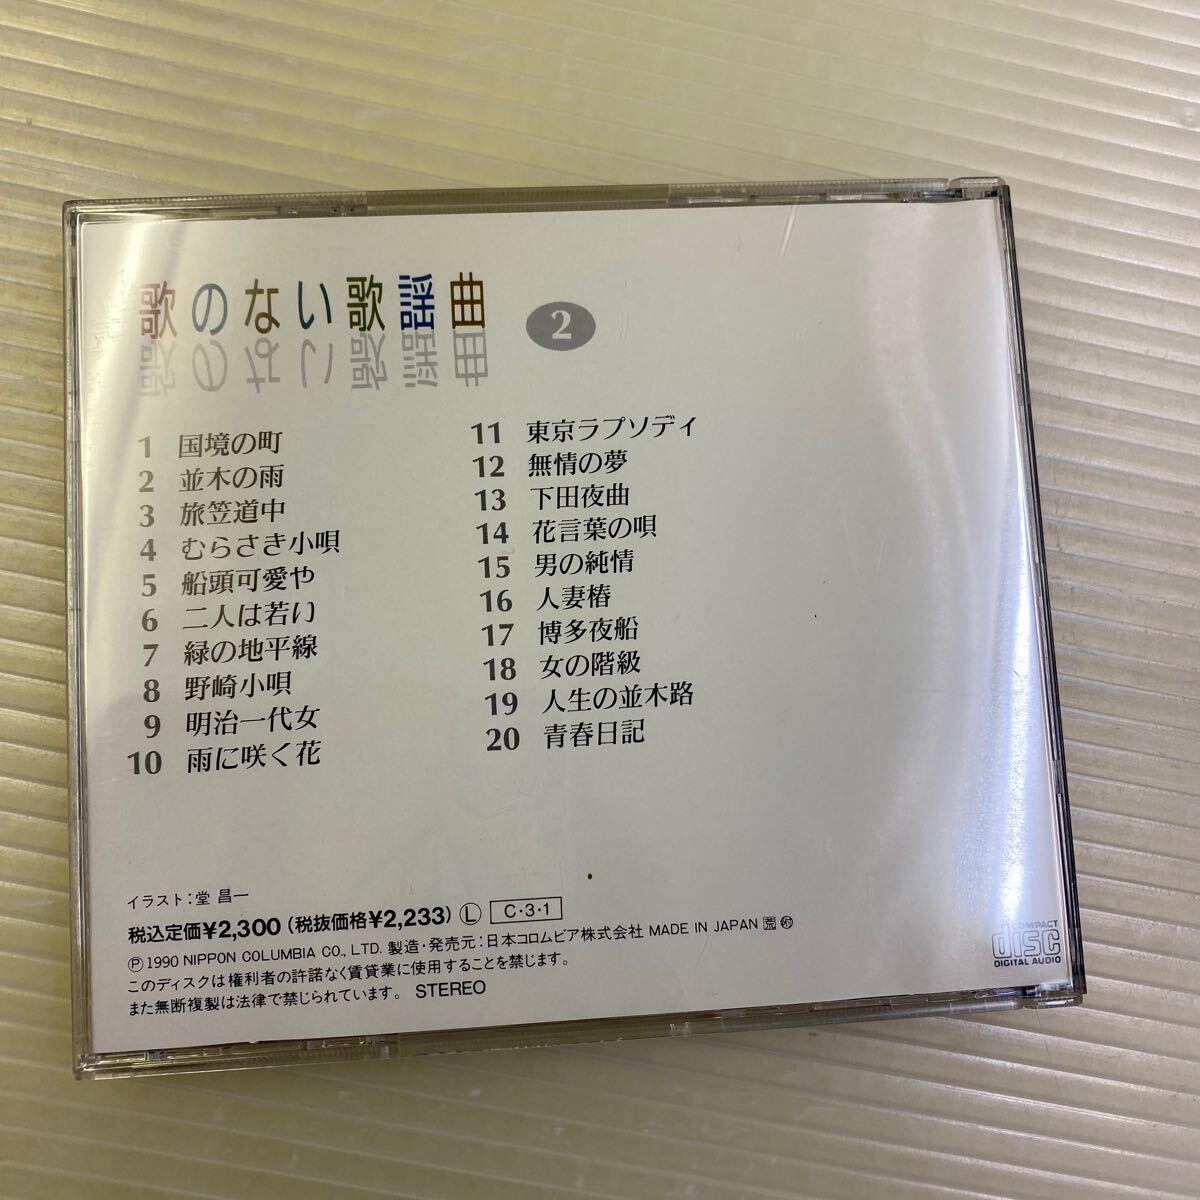 歌のない歌謡曲 2
1 国境の町
2 並木の雨
3 旅笠道中
4 むらさき小唄
5 船頭可愛や
6 二人は若い
7 緑の地平線
8 野崎小唄
9 明治一代女
10 雨に咲く花
11 東京ラプソディ
12 無情の夢
13 下田夜曲
14 花言葉の唄
15 男の純情
16 人妻椿
17 博多夜船
18 女の階級
19 人生の並木路
20 青春日記
イラスト:堂 昌一
税込定価¥2,300(税抜価格¥2,233) Ⓛ C・3・1
Ⓟ1990 NIPPON COLUMBIA CO., LTD. 製造・発売元:日本コロムビア株式会社 MADE IN JAPAN
このディスクは権利者の許諾なく賃貸業に使用することを禁じます。
また無断複製は法律で禁じられています。 STEREO
COMPACT
disc
DIGITAL AUDIO